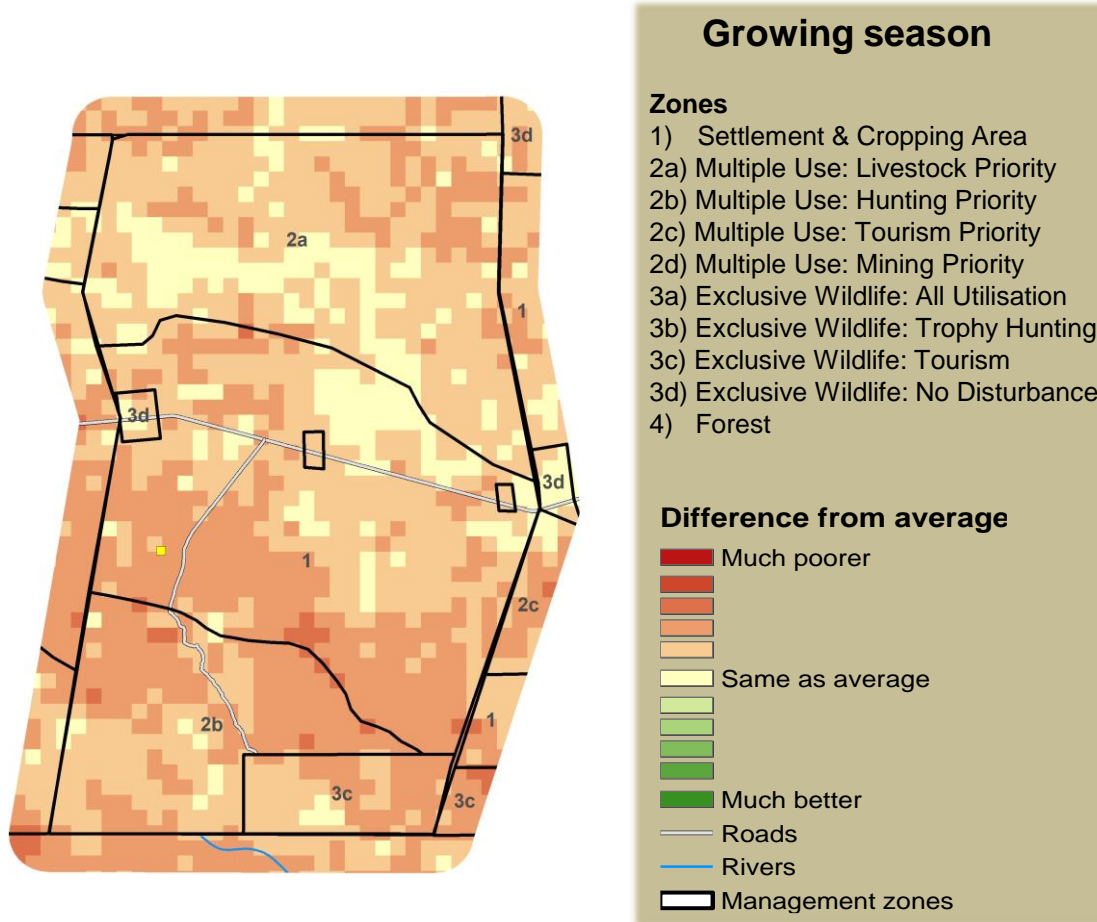 Growing season
Zones
1) Settlement & Cropping Area
2a) Multiple Use: Livestock Priority
2b) Multiple Use: Hunting Priority
2c) Multiple Use: Tourism Priority
2d) Multiple Use: Mining Priority
3a) Exclusive Wildlife: All Utilisation
3b) Exclusive Wildlife: Trophy Hunting
3c) Exclusive Wildlife: Tourism
3d) Exclusive Wildlife: No Disturbance
4) Forest
Difference from average
Much poorer
Same as average
Much better
Roads
Rivers
Management zones
3d
2a
1
3d
3d
1
2c
2b
1
3c
3c